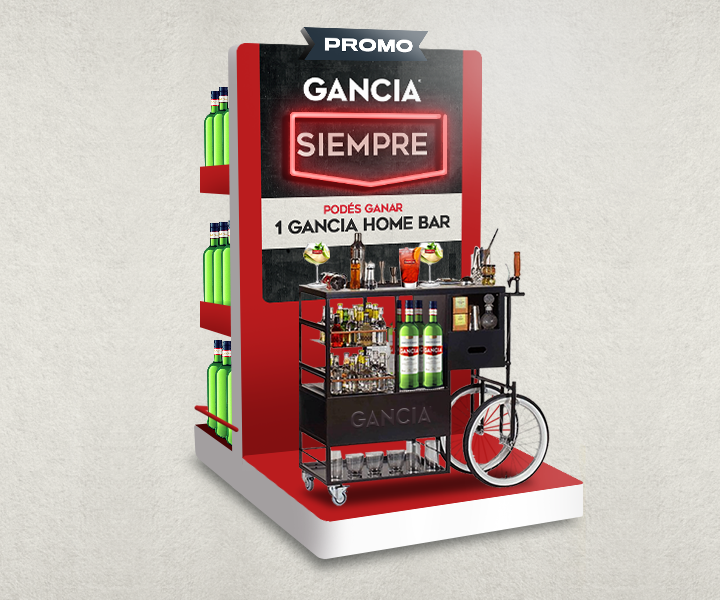 PROMO
GANCIA
SIEMPRE
PODÉS GANAR
1 GANCIA HOME BAR
GANCIA
GANCIA
GANCIA